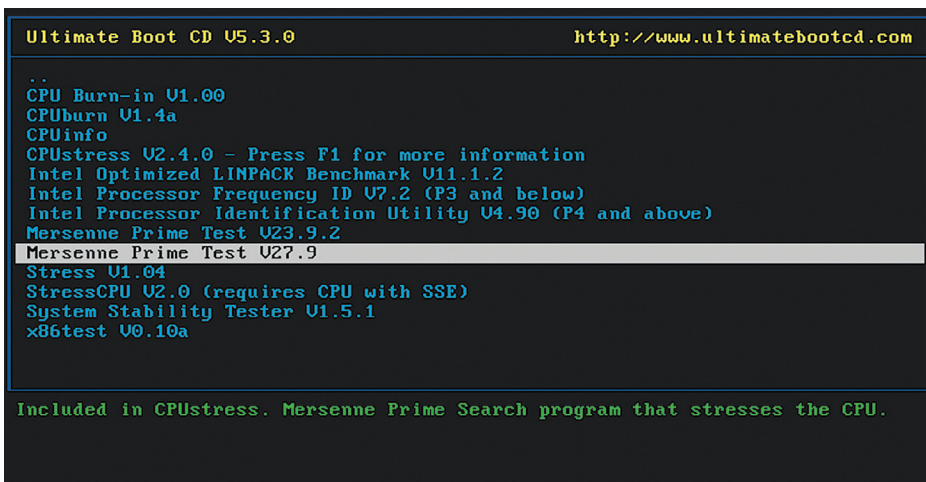 Ultimate Boot CD V5.3.0 http://www.ultimatebootcd.com
..
CPU Burn-in V1.00
CPUburn V1.4a
CPUinfo
CPUstress V2.4.0 - Press F1 for more information
Intel Optimized LINPACK Benchmark V11.1.2
Intel Processor Frequency ID V7.2 (P3 and below)
Intel Processor Identification Utility V4.90 (P4 and above)
Mersenne Prime Test V23.9.2
Mersenne Prime Test V27.9
Stress V1.04
StressCPU V2.0 (requires CPU with SSE)
System Stability Tester V1.5.1
x86test V0.10a
Included in CPUstress. Mersenne Prime Search program that stresses the CPU.